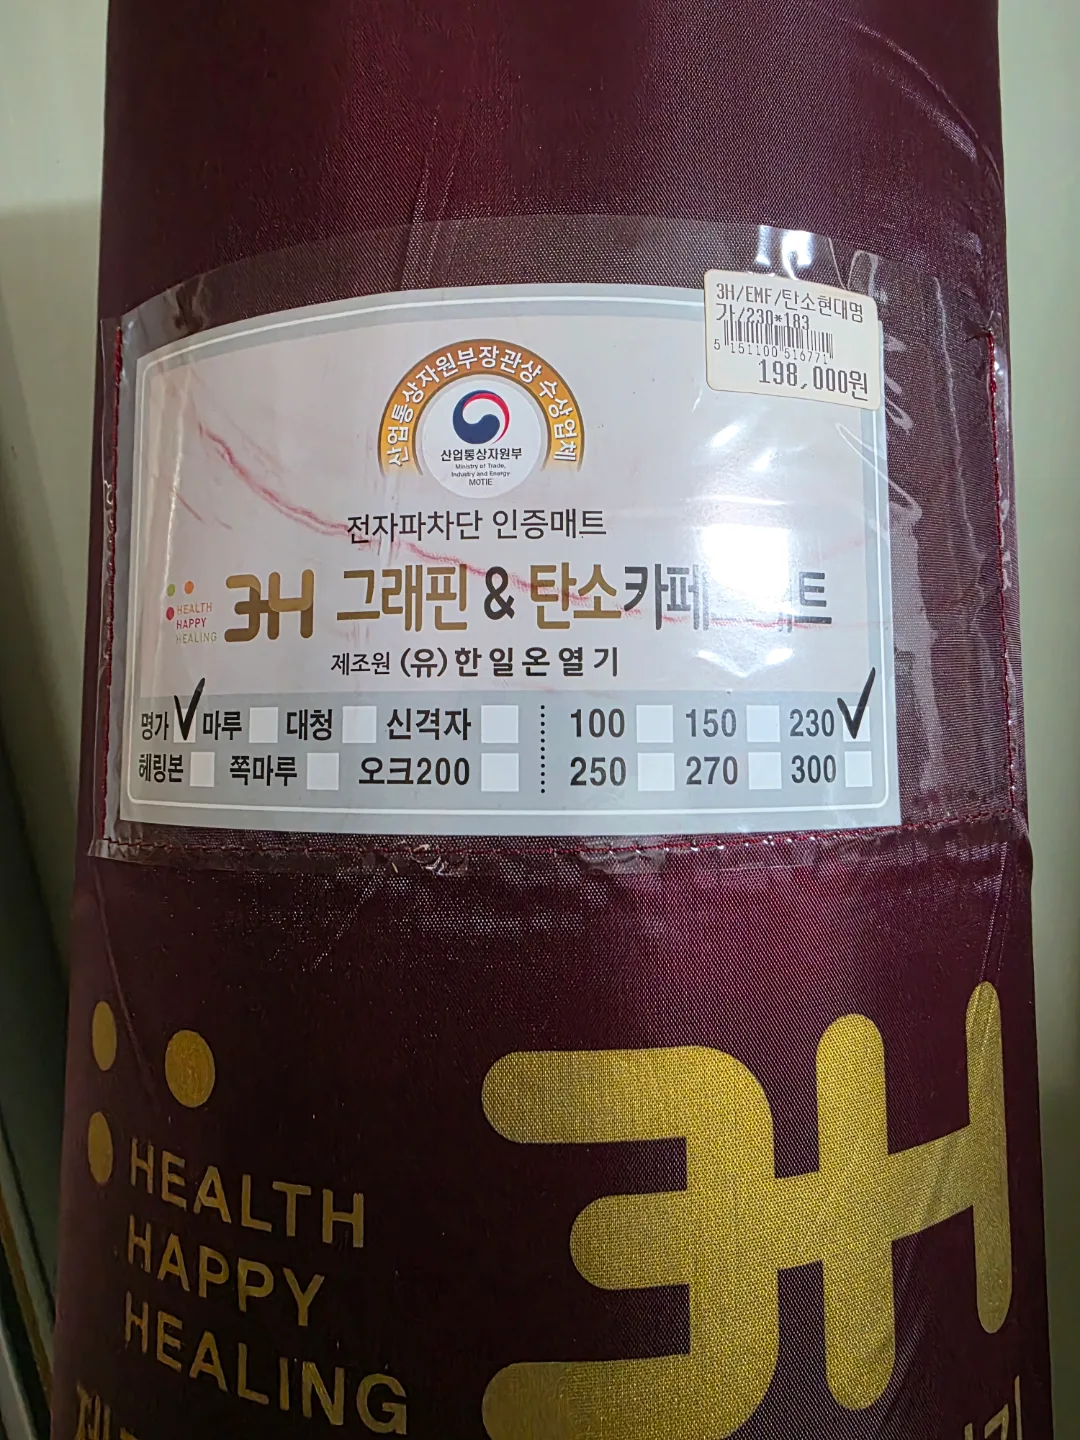 3H/EMF/탄소현대명
가/230*183
5 151100 516771
198,000원
산업통상자원부장관상 수상업체
산업통상자원부
Ministry of Trade,
Industry and Energy
MOTIE
전자파차단 인증매트
HEALTH
HAPPY
HEALING
3H 그래핀 & 탄소카페
제조원 (유)한일온열기
명가 마루 대청 신격자 100 150 230
헤링본 쪽마루 오크200 250 270 300
3H
HEALTH
HAPPY
HEALING